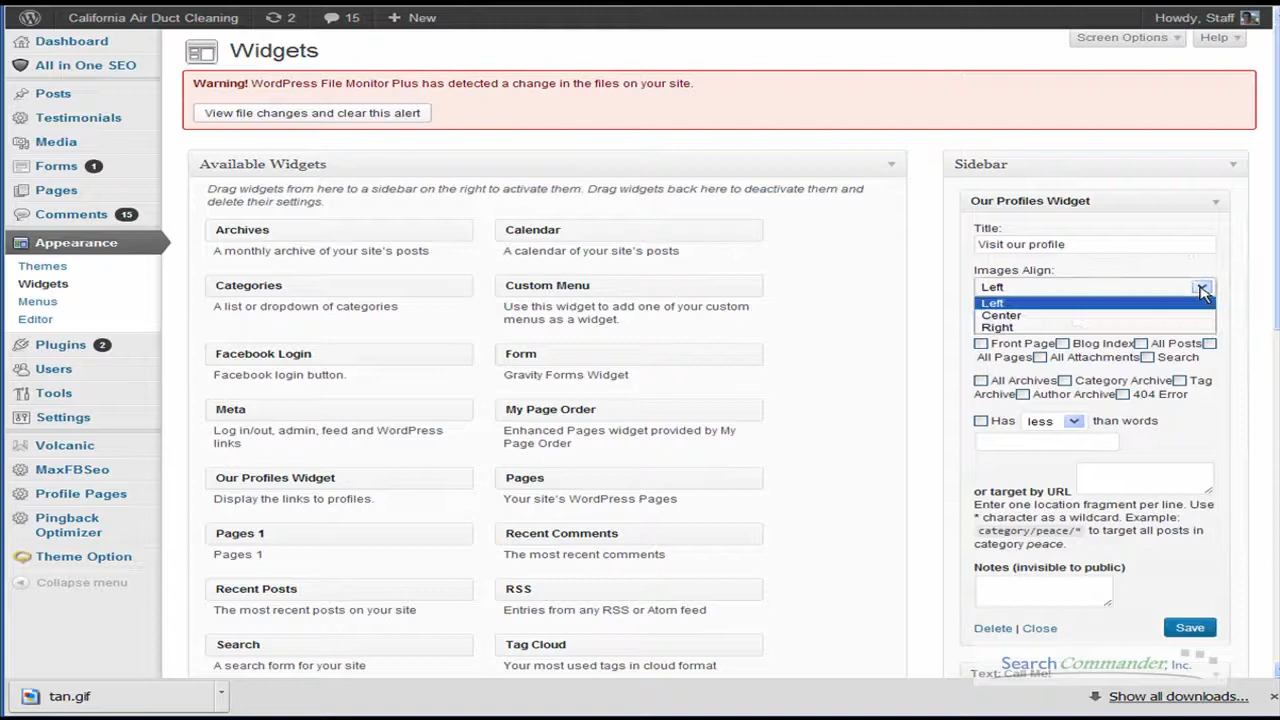 California Air Duct Cleaning 2 15 New Howdy, Staff
Dashboard
All in One SEO
Posts
Testimonials
Media
Forms 1
Pages
Comments 15
Appearance
Themes
Widgets
Menus
Editor
Plugins 2
Users
Tools
Settings
Volcanic
MaxFBSeo
Profile Pages
Pingback
Optimizer
Theme Option
Collapse menu
Widgets
Screen Options
Help
Warning! WordPress File Monitor Plus has detected a change in the files on your site.
View file changes and clear this alert
Available Widgets
Drag widgets from here to a sidebar on the right to activate them. Drag widgets back here to deactivate them and
delete their settings.
Archives
A monthly archive of your site's posts
Calendar
A calendar of your site's posts
Categories
A list or dropdown of categories
Custom Menu
Use this widget to add one of your custom
menus as a widget.
Facebook Login
Facebook login button.
Form
Gravity Forms Widget
Meta
Log in/out, admin, feed and WordPress
links
My Page Order
Enhanced Pages widget provided by My
Page Order
Our Profiles Widget
Display the links to profiles.
Pages
Your site's WordPress Pages
Pages 1
Pages 1
Recent Comments
The most recent comments
Recent Posts
The most recent posts on your site
RSS
Entries from any RSS or Atom feed
Search
A search form for your site
Tag Cloud
Your most used tags in cloud format
Sidebar
Our Profiles Widget
Title:
Visit our profile
Images Align:
Left
Left
Center
Right
Front Page Blog Index All Posts
All Pages All Attachments Search
All Archives Category Archive Tag
Archive Author Archive 404 Error
Has less than words
or target by URL
Enter one location fragment per line. Use
* character as a wildcard. Example:
category/peace/* to target all posts in
category peace.
Notes (invisible to public)
Delete | Close
Save
Search Commander, Inc.
Text: Call Me!
tan.gif
Show all downloads...